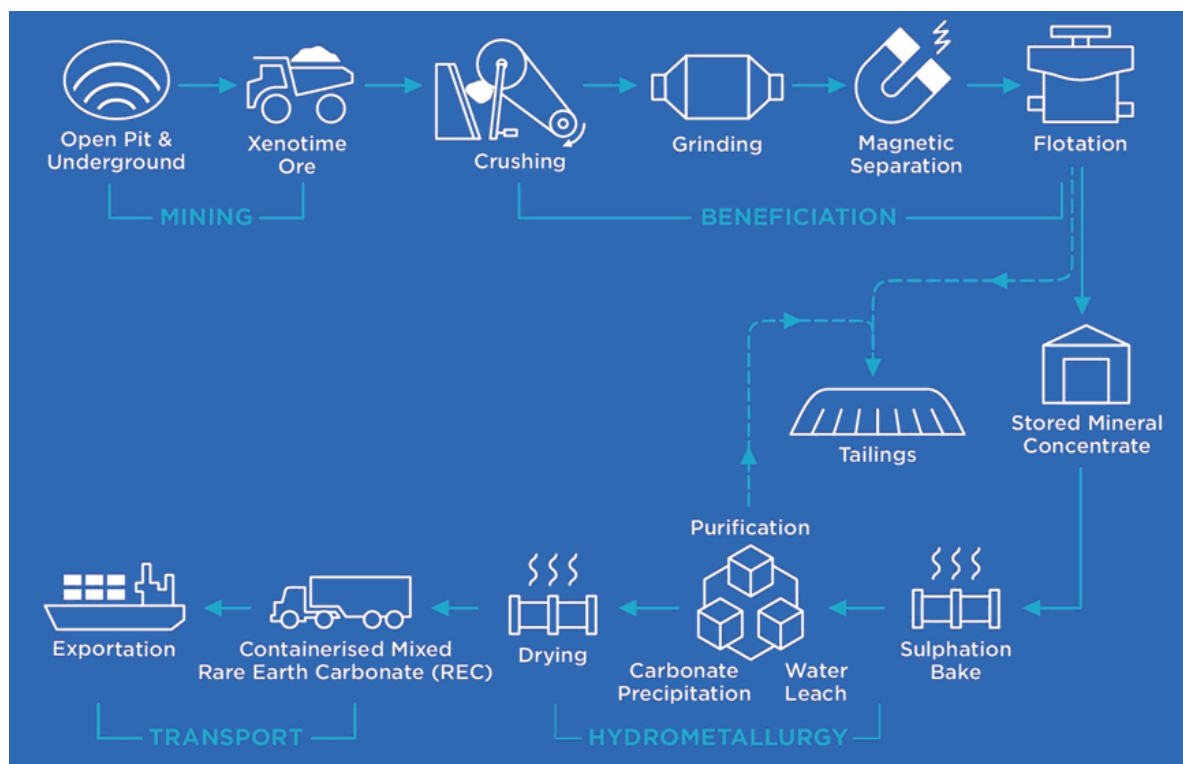 Open Pit &
Underground
Xenotime
Ore
Crushing
Grinding
Magnetic
Separation
Flotation
MINING
BENEFICIATION
Stored Mineral
Concentrate
Tailings
Purification
Exportation
Containerised Mixed
Rare Earth Carbonate (REC)
Drying
Carbonate
Precipitation
Water
Leach
Sulphation
Bake
TRANSPORT
HYDROMETALLURGY